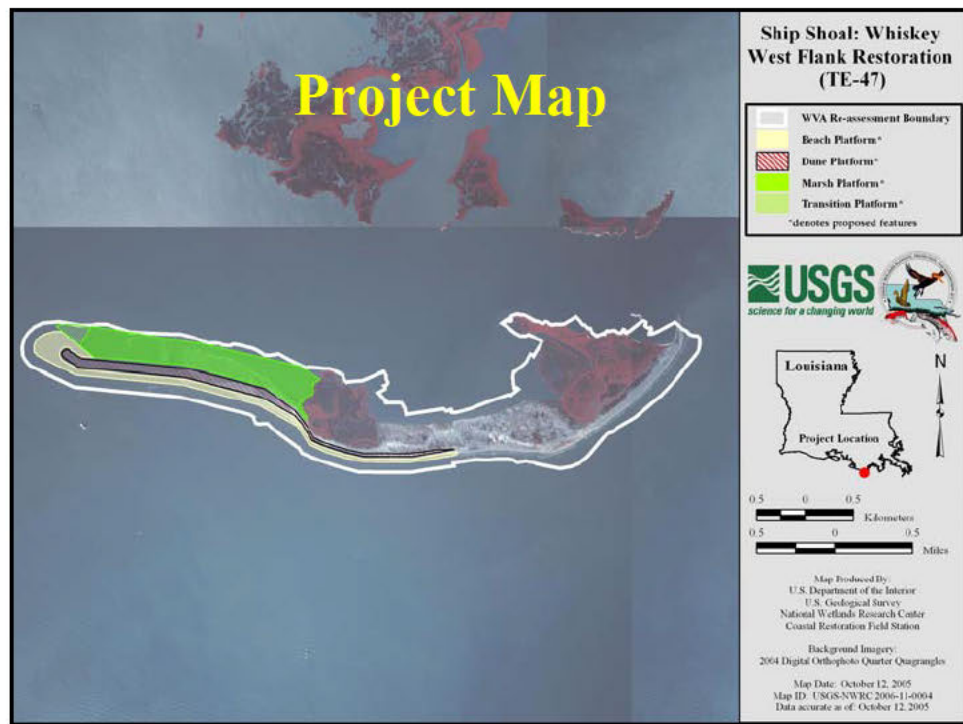 Project Map
Ship Shoal: Whiskey
West Flank Restoration
(TE-47)
WVA Re-assessment Boundary
Beach Platform*
Dune Platform*
Marsh Platform*
Transition Platform*
*denotes proposed features
USGS
science for a changing world
Louisiana
Project Location
N
0.5 0 0.5
Kilometers
0.5 0 0.5
Miles
Map Produced By:
U.S. Department of the Interior
U.S. Geological Survey
National Wetlands Research Center
Coastal Restoration Field Station
Background Imagery:
2004 Digital Orthophoto Quarter Quagrangles
Map Date: October 12, 2005
Map ID: USGS-NWRC 2006-11-0004
Data accurate as of: October 12, 2005